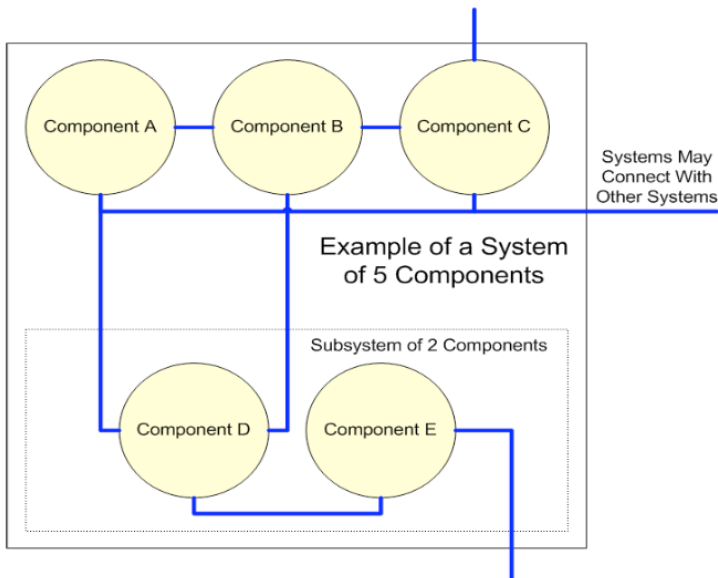 Component A
Component B
Component C
Systems May
Connect With
Other Systems
Example of a System
of 5 Components
Subsystem of 2 Components
Component D
Component E